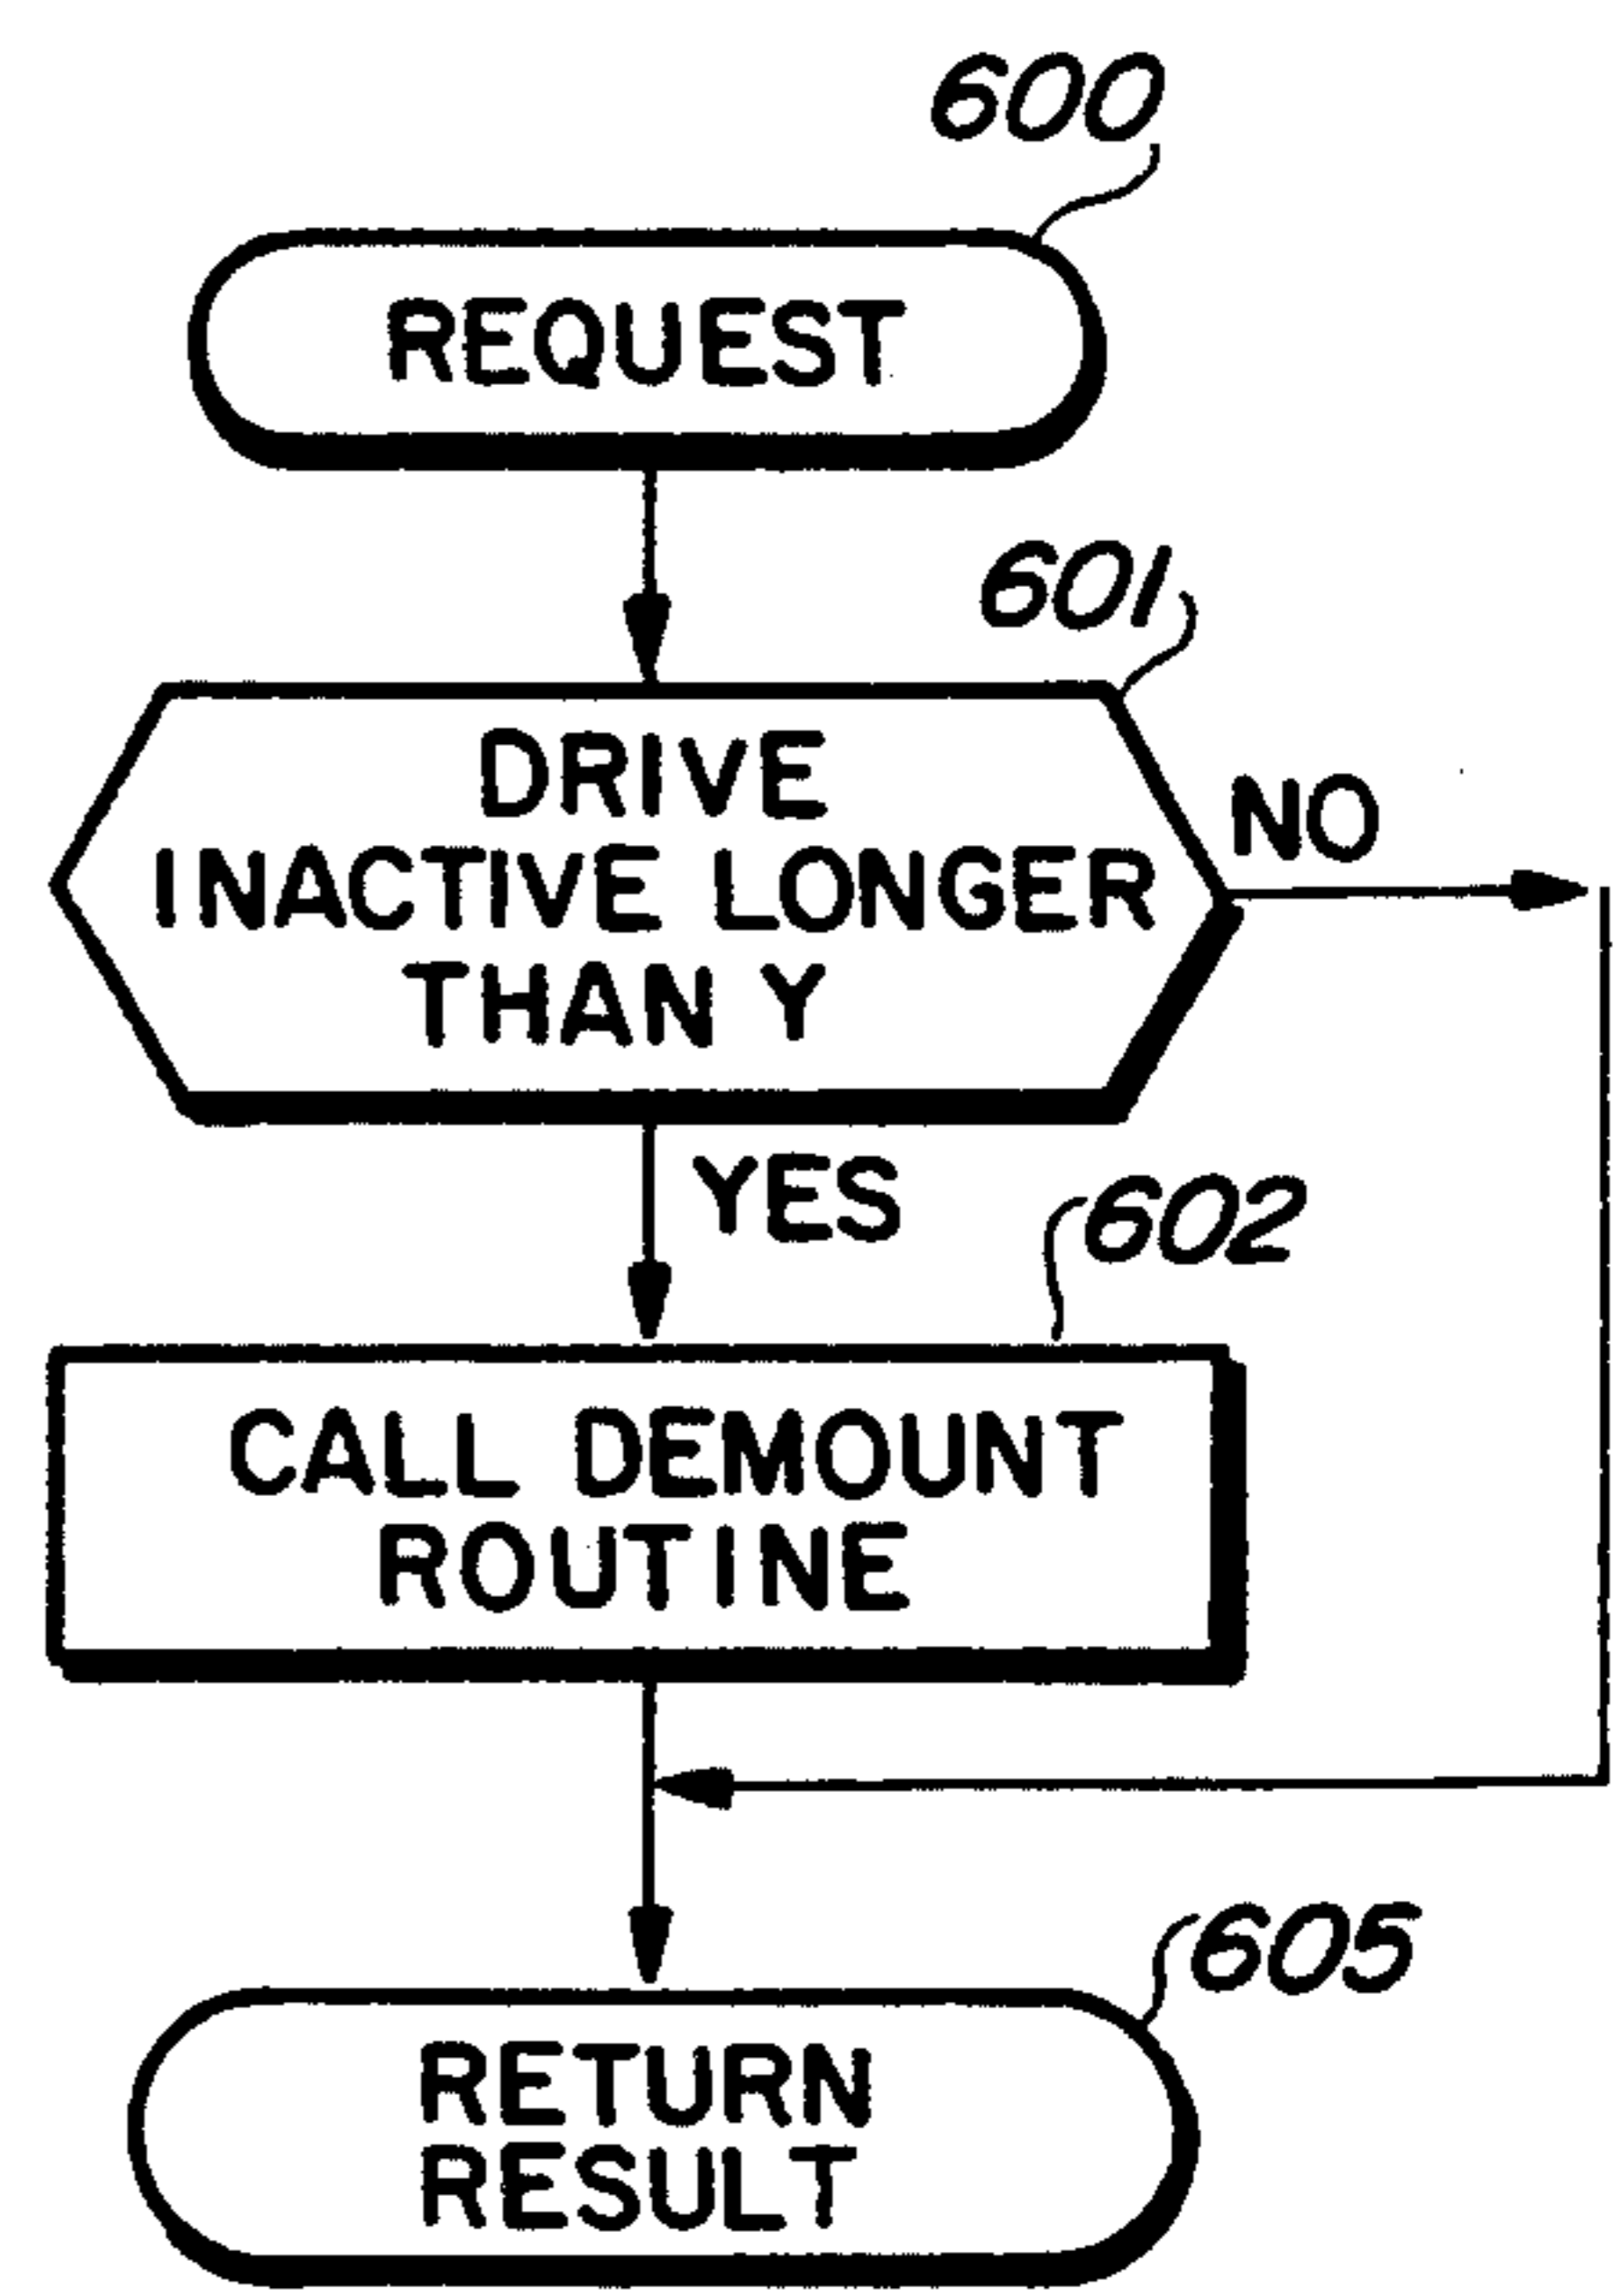 600
REQUEST
601
DRIVE
INACTIVE LONGER
THAN Y
NO
YES
602
CALL DEMOUNT
ROUTINE
605
RETURN
RESULT